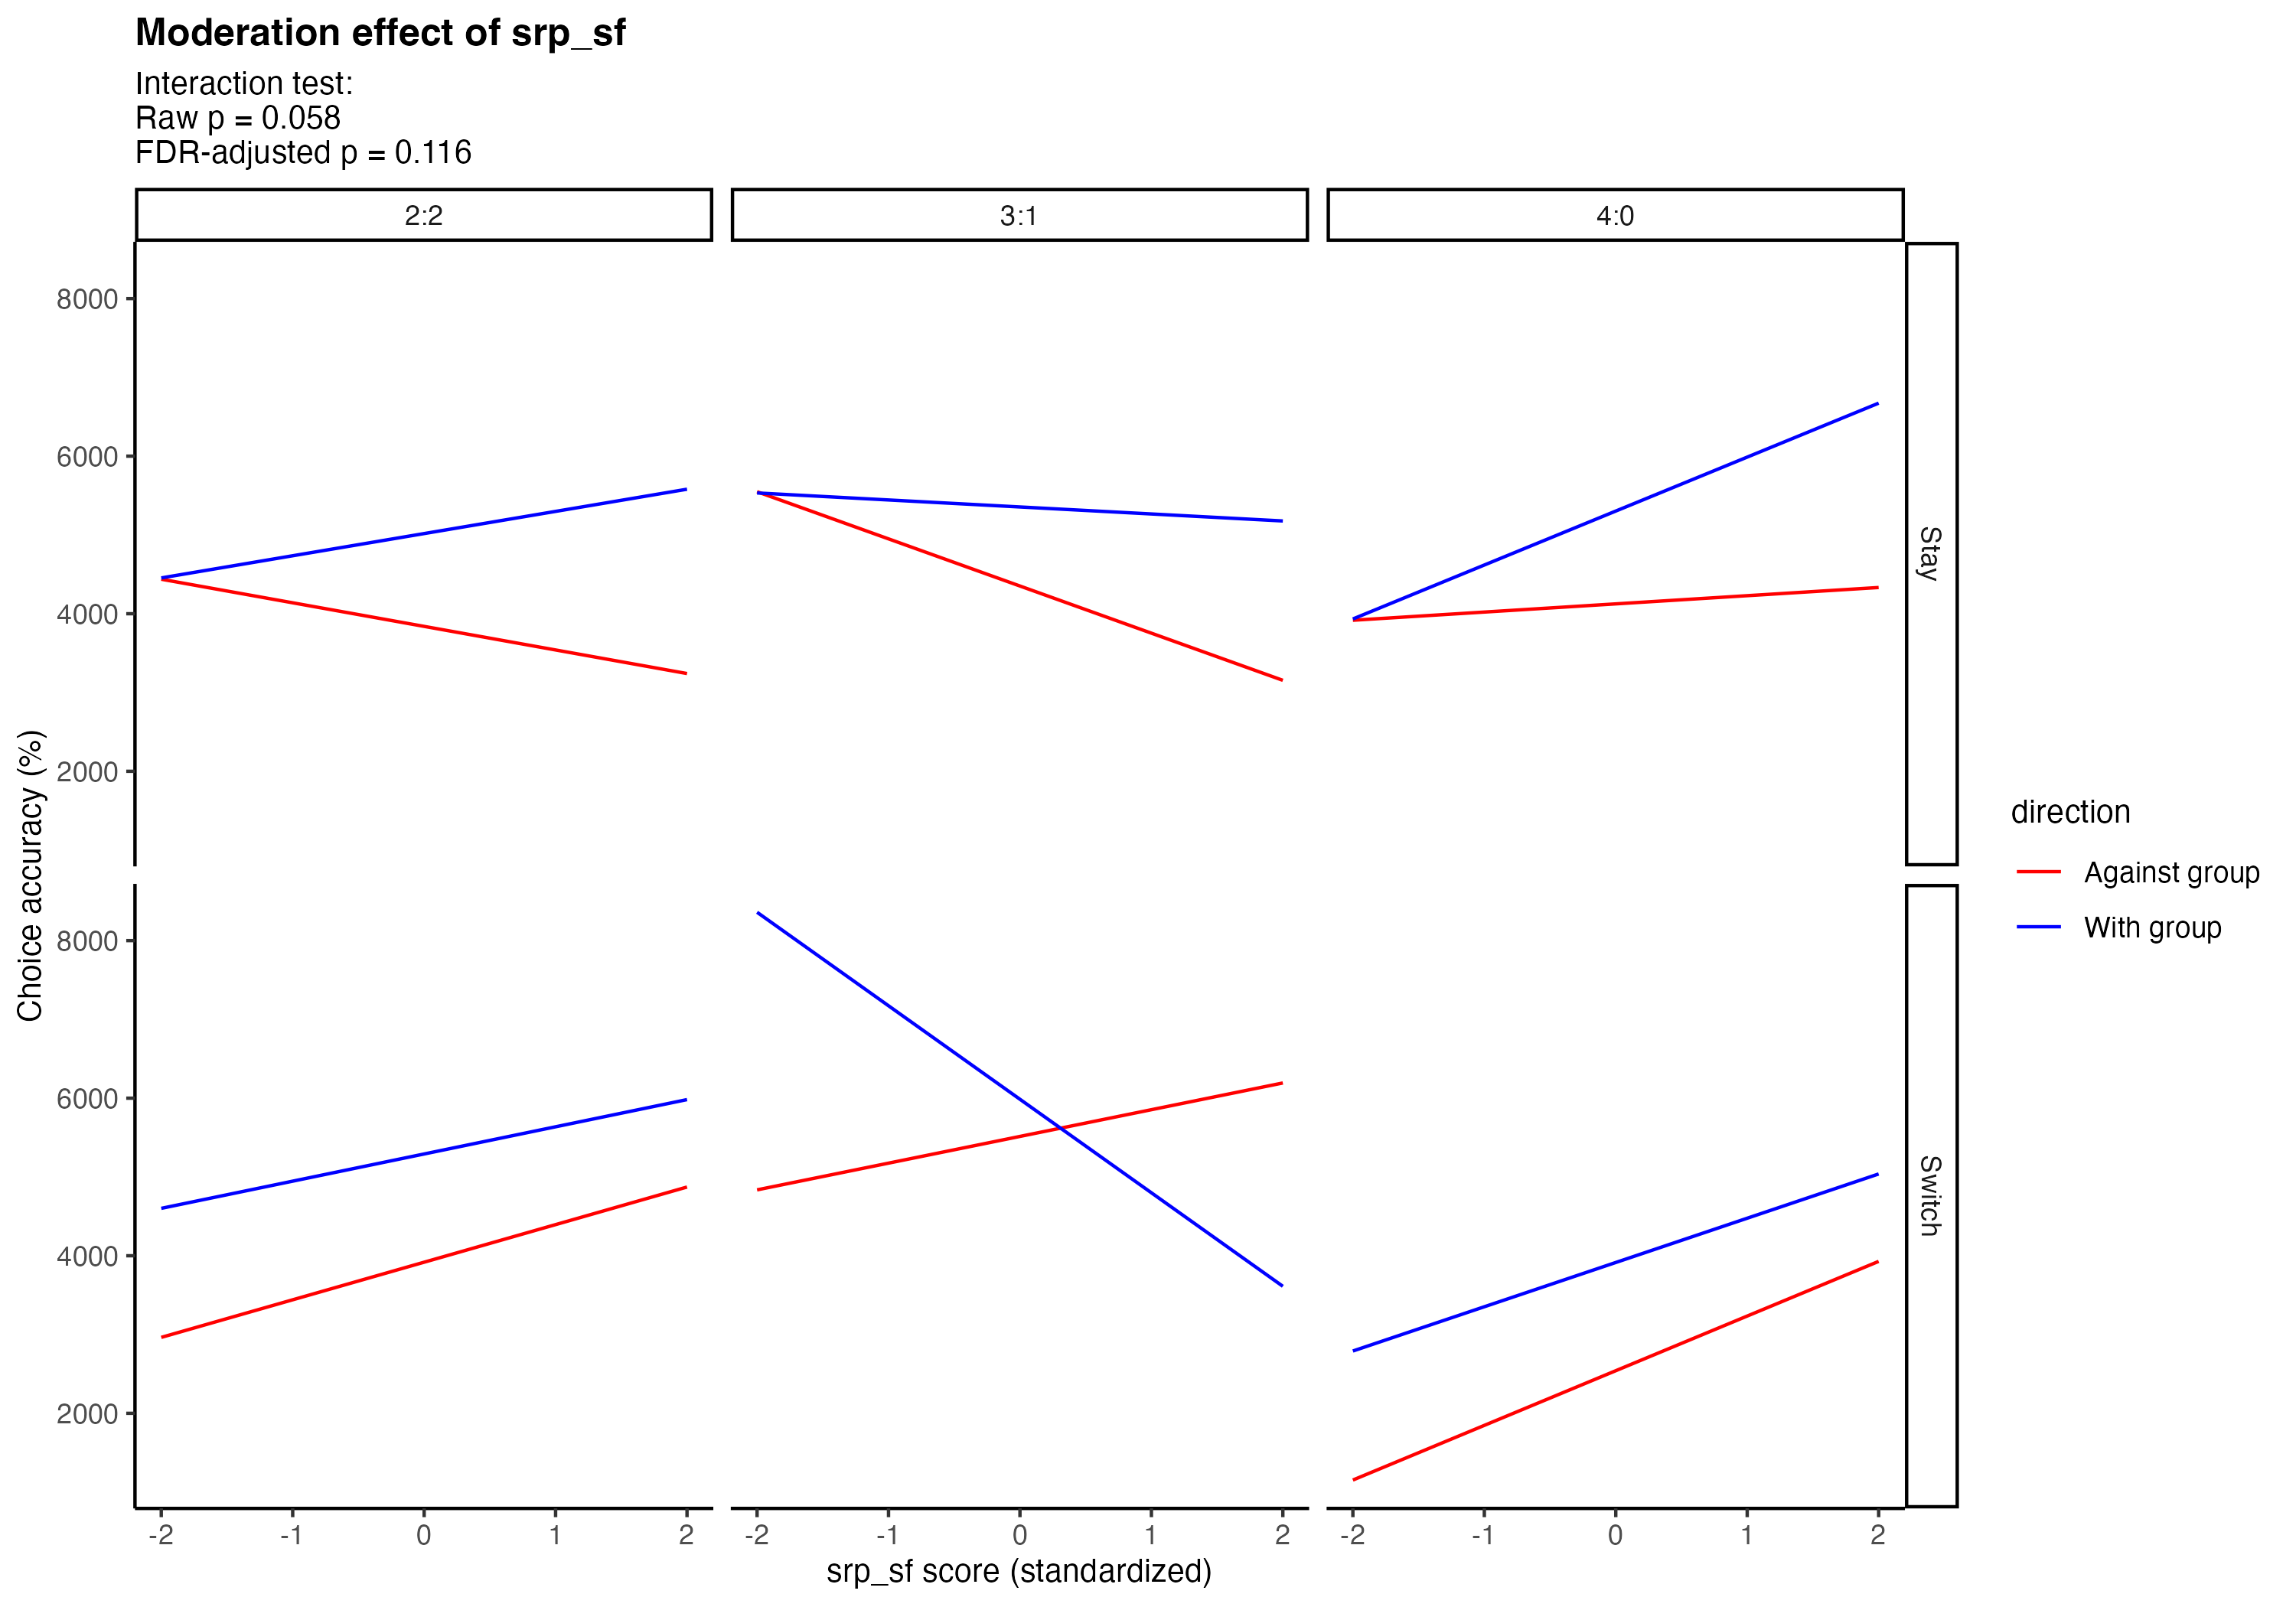 Moderation effect of srp_sf
Interaction test:
Raw p = 0.058
FDR-adjusted p = 0.116
2:2 3:1 4:0
8000
6000
4000
2000
Stay
Choice accuracy (%)
8000
6000
4000
2000
Switch
-2 -1 0 1 2 -2 -1 0 1 2 -2 -1 0 1 2
srp_sf score (standardized)
direction
Against group
With group